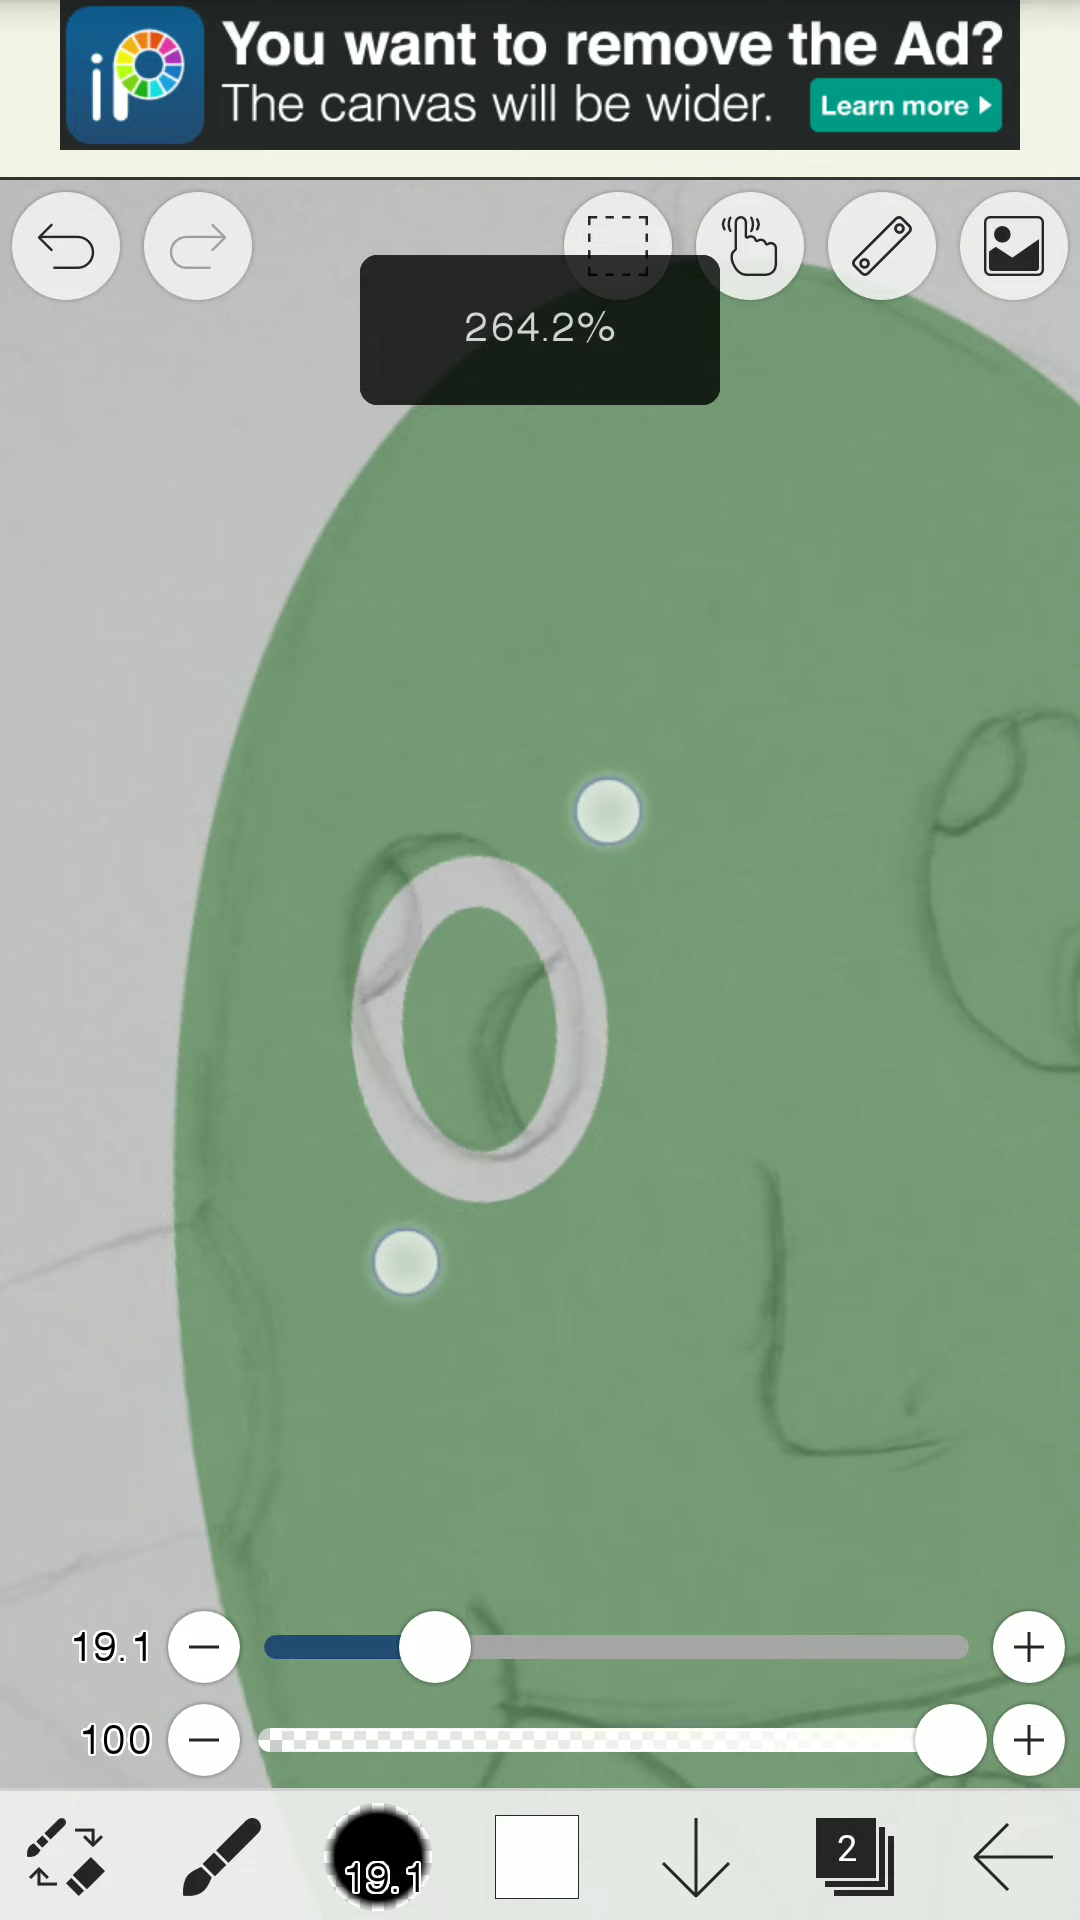 iP
You want to remove the Ad?
The canvas will be wider.
Learn more
264.2%
19.1
100
19.1
2